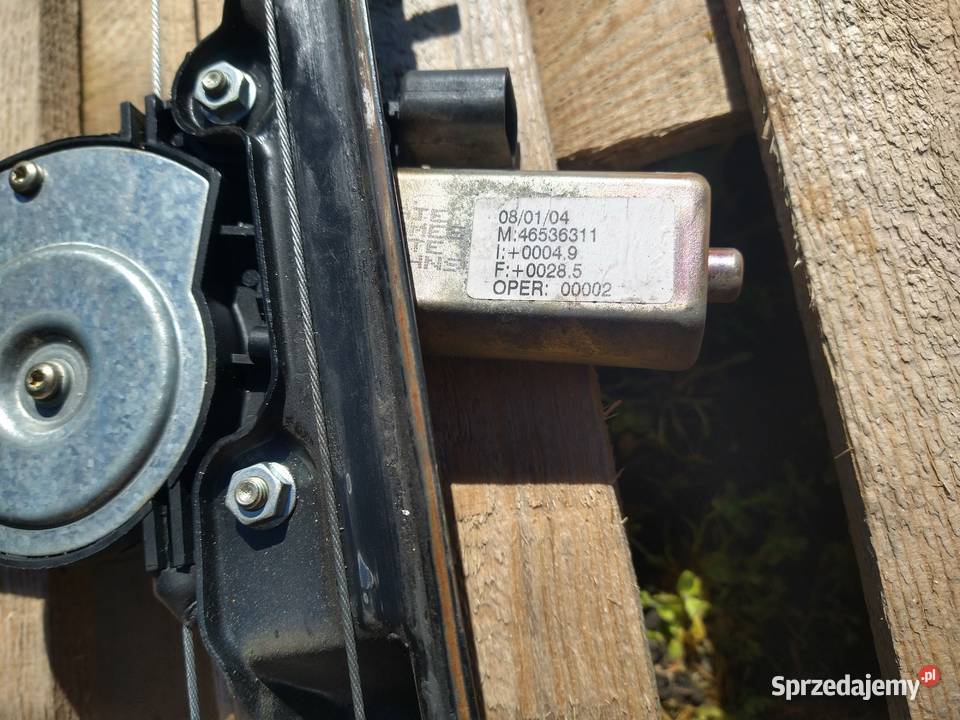 08/01/04
M:46536311
I:+0004.9
F:+0028.5
OPER: 00002
Sprzedajemy.pl